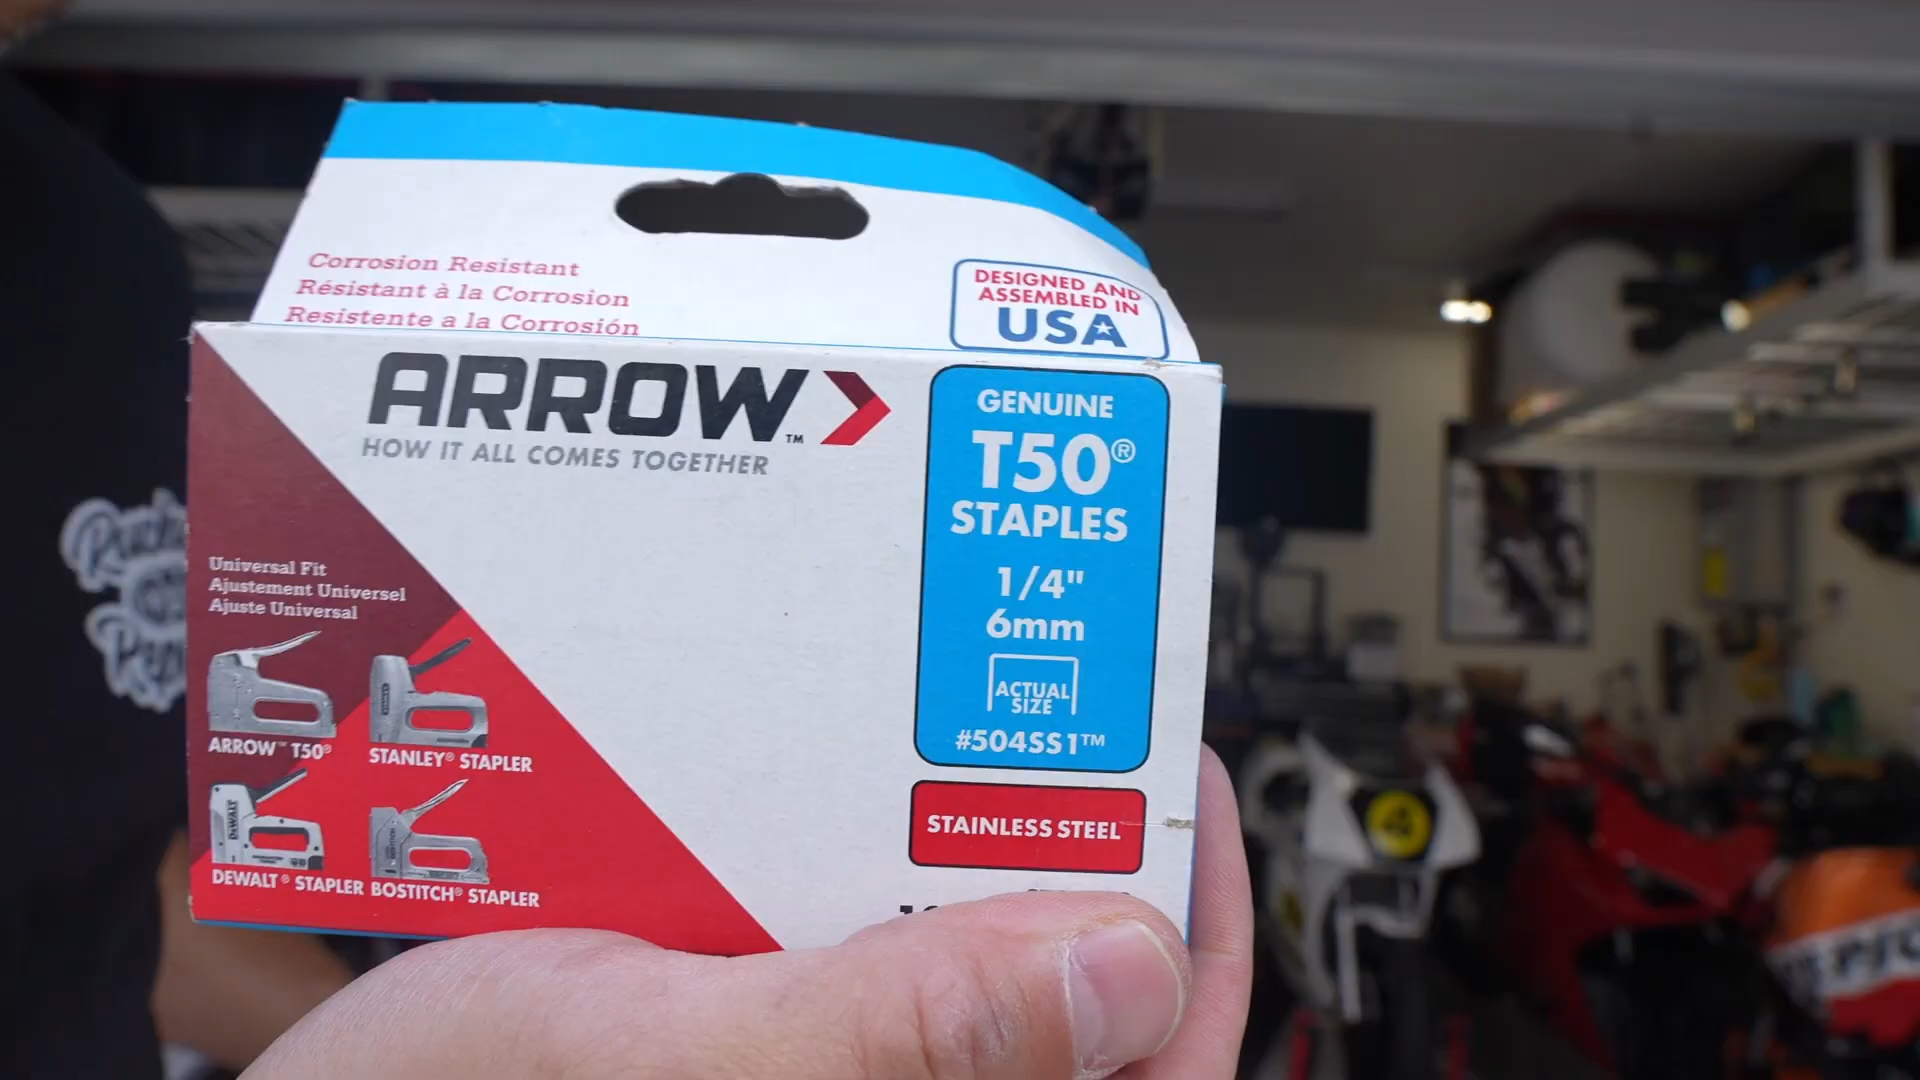 Corrosion Resistant
Résistant à la Corrosion
Resistente a la Corrosión
DESIGNED AND
ASSEMBLED IN
USA
ARROW™
HOW IT ALL COMES TOGETHER
GENUINE
T50®
STAPLES
1/4"
6mm
ACTUAL
SIZE
#504SS1™
STAINLESS STEEL
Universal Fit
Ajustement Universel
Ajuste Universal
ARROW™ T50®
STANLEY® STAPLER
DEWALT
DEWALT® STAPLER
BOSTITCH® STAPLER